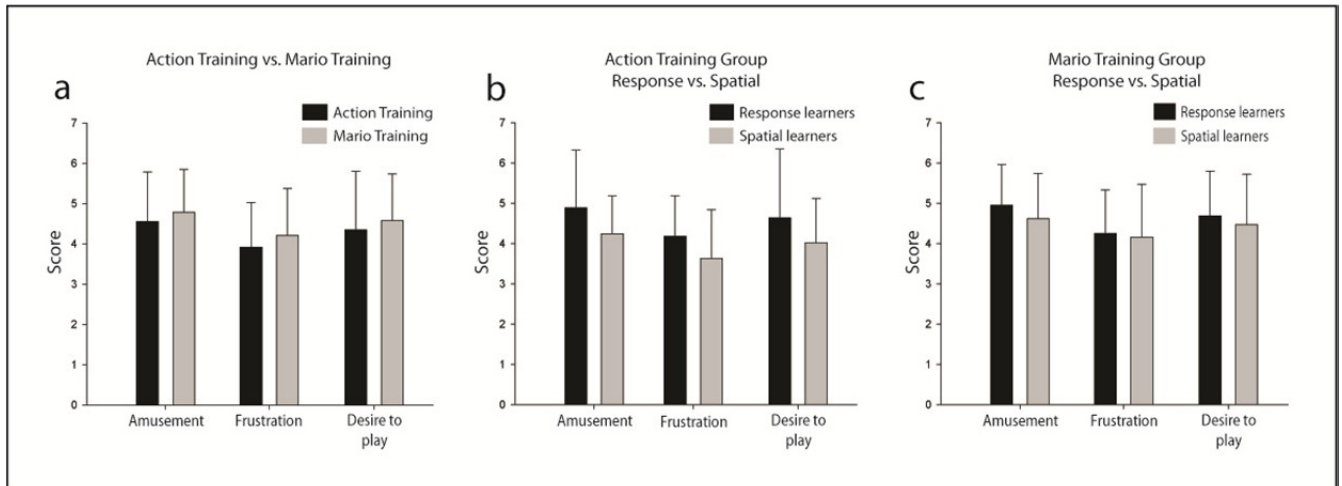 Action Training vs. Mario Training
a
Action Training
Mario Training
7
6
5
4
3
2
1
0
Score
Amusement
Frustration
Desire to
play
Action Training Group
Response vs. Spatial
b
Response learners
Spatial learners
7
6
5
4
3
2
1
0
Score
Amusement
Frustration
Desire to
play
Mario Training Group
Response vs. Spatial
c
Response learners
Spatial learners
7
6
5
4
3
2
1
0
Score
Amusement
Frustration
Desire to
play